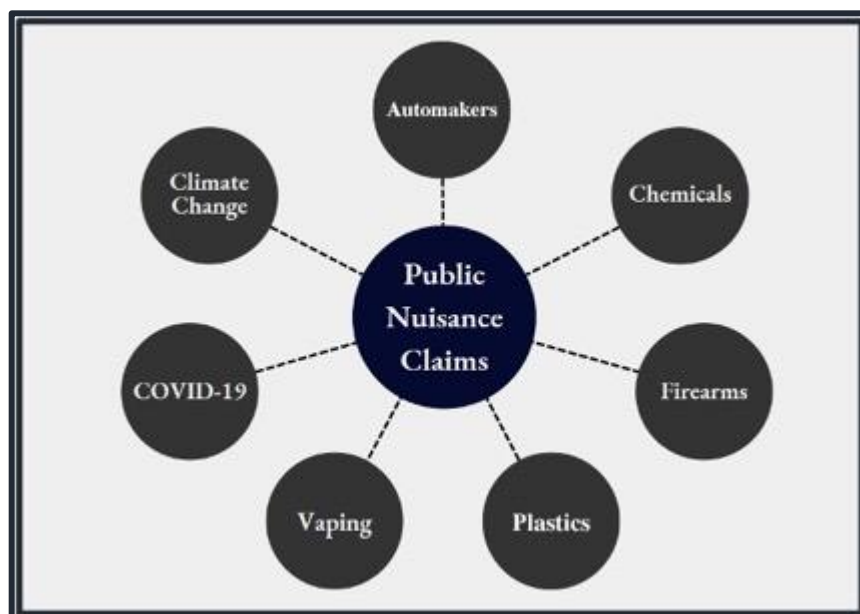 Automakers
Climate
Change
Chemicals
Public
Nuisance
Claims
COVID-19
Firearms
Vaping
Plastics